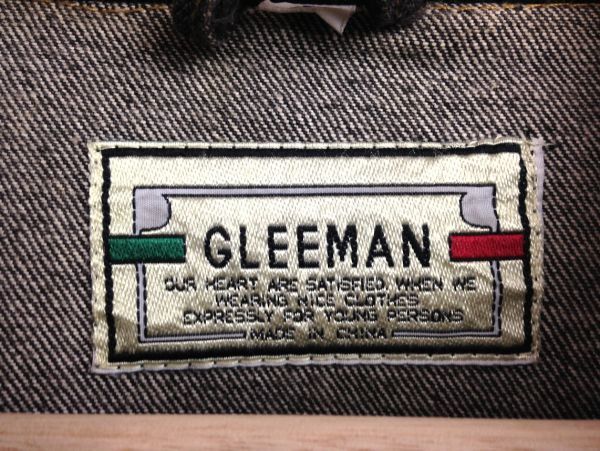 GLEEMAN
OUR HEART ARE SATISFIED WHEN WE
WEARING NICE CLOTHES
EXPRESSLY FOR YOUNG PERSONS
MADE IN CHINA